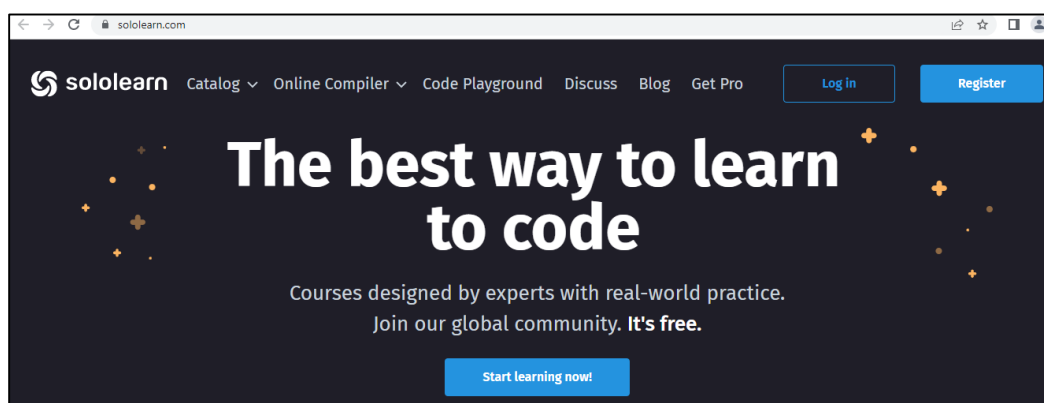 sololearn.com
sololearn Catalog Online Compiler Code Playground Discuss Blog Get Pro Log in Register
The best way to learn
to code
Courses designed by experts with real-world practice.
Join our global community. It's free.
Start learning now!